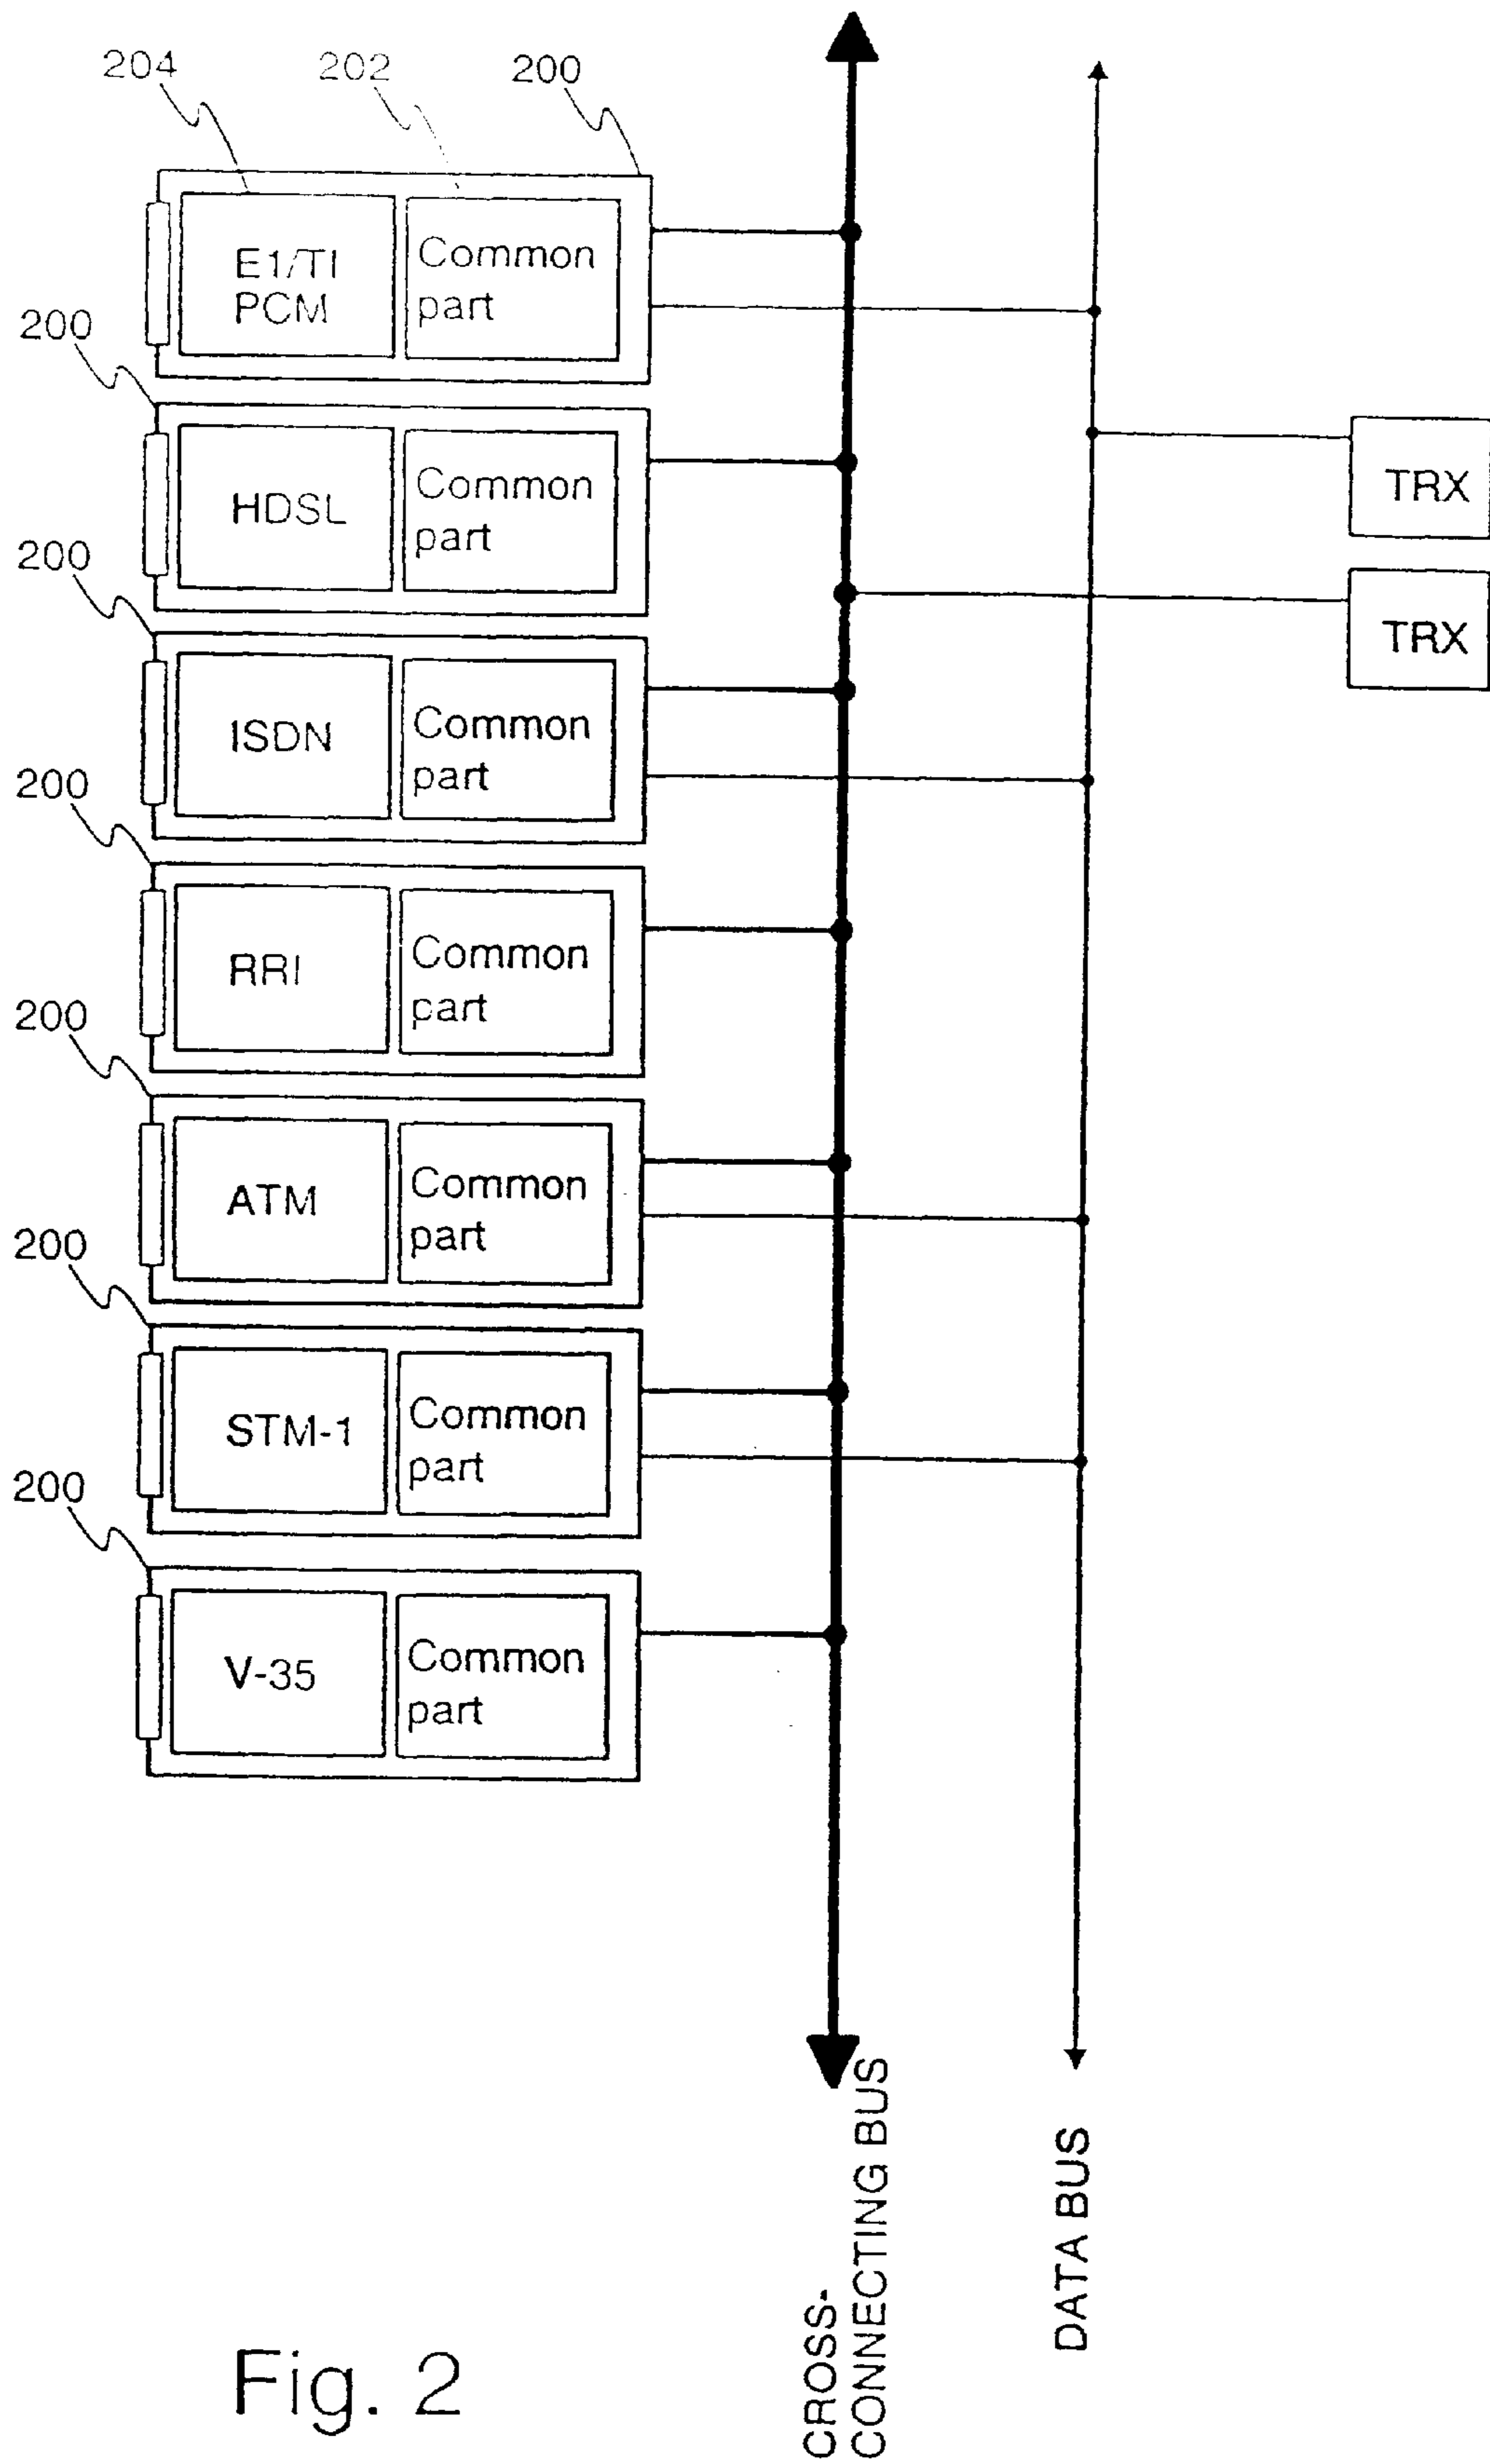 204
202
200
E1/TI
PCM
Common
part
200
HDSL
Common
part
TRX
200
ISDN
Common
part
TRX
200
RRI
Common
part
200
ATM
Common
part
200
STM-1
Common
part
200
V-35
Common
part
CROSS-
CONNECTING BUS
DATA BUS
Fig. 2